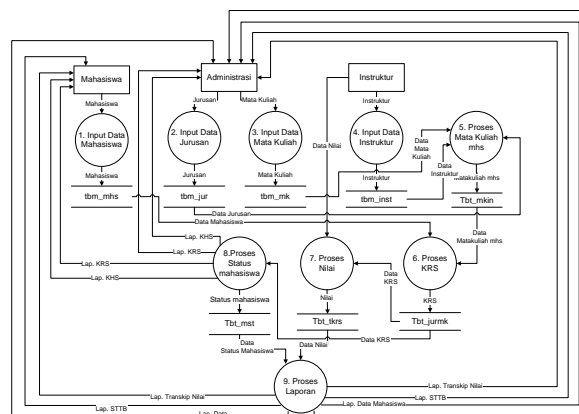 Mahasiswa
Administrasi
Instruktur
Mahasiswa
Jurusan
Mata Kuliah
Instruktur
1. Input Data
Mahasiswa
2. Input Data
Jurusan
3. Input Data
Mata Kuliah
4. Input Data
Instruktur
5. Proses
Mata Kuliah
mhs
Data Nilai
Data
Mata
Kuliah
Data
Instruktur
Mahasiswa
Jurusan
Mata Kuliah
Instruktur
Matakuliah mhs
tbm_mhs
tbm_jur
tbm_mk
tbm_inst
Tbt_mkin
Data Jurusan
Data Mahasiswa
Lap. KHS
Lap. KRS
Lap. KRS
Lap. KHS
8.Proses
Status
mahasiswa
7. Proses
Nilai
6. Proses
KRS
Data
KRS
Data
Matakuliah mhs
Status mahasiswa
Nilai
KRS
Tbt_mst
Tbt_tkrs
Tbt_jurmk
Data KRS
Data
Status Mahasiswa
Data Nilai
9. Proses
Laporan
Lap. Transkip Nilai
Lap. STTB
Lap. Data
Lap. Transkip Nilai
Lap. STTB
Lap. Data Mahasiswa